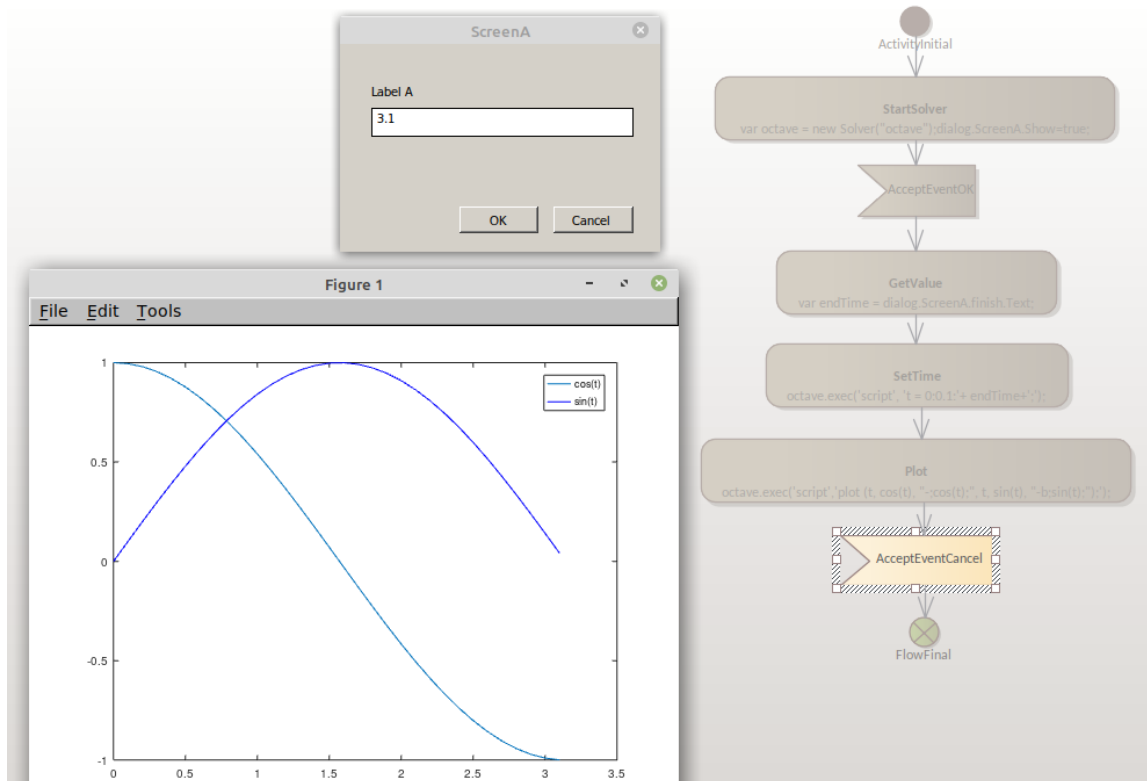 ScreenA
Label A
3.1
OK
Cancel
Figure 1
File Edit Tools
cos(t)
sin(t)
1
0.5
0
-0.5
-1
0 0.5 1 1.5 2 2.5 3 3.5
ActivityInitial
StartSolver
var octave = new Solver("octave");dialog.ScreenA.Show=true;
AcceptEventOK
GetValue
var endTime = dialog.ScreenA.finish.Text;
SetTime
octave.exec('script', 't = 0:0.1:'+ endTime+';');
Plot
octave.exec('script','plot (t, cos(t), "-;cos(t);", t, sin(t), "-b;sin(t);");');
AcceptEventCancel
FlowFinal